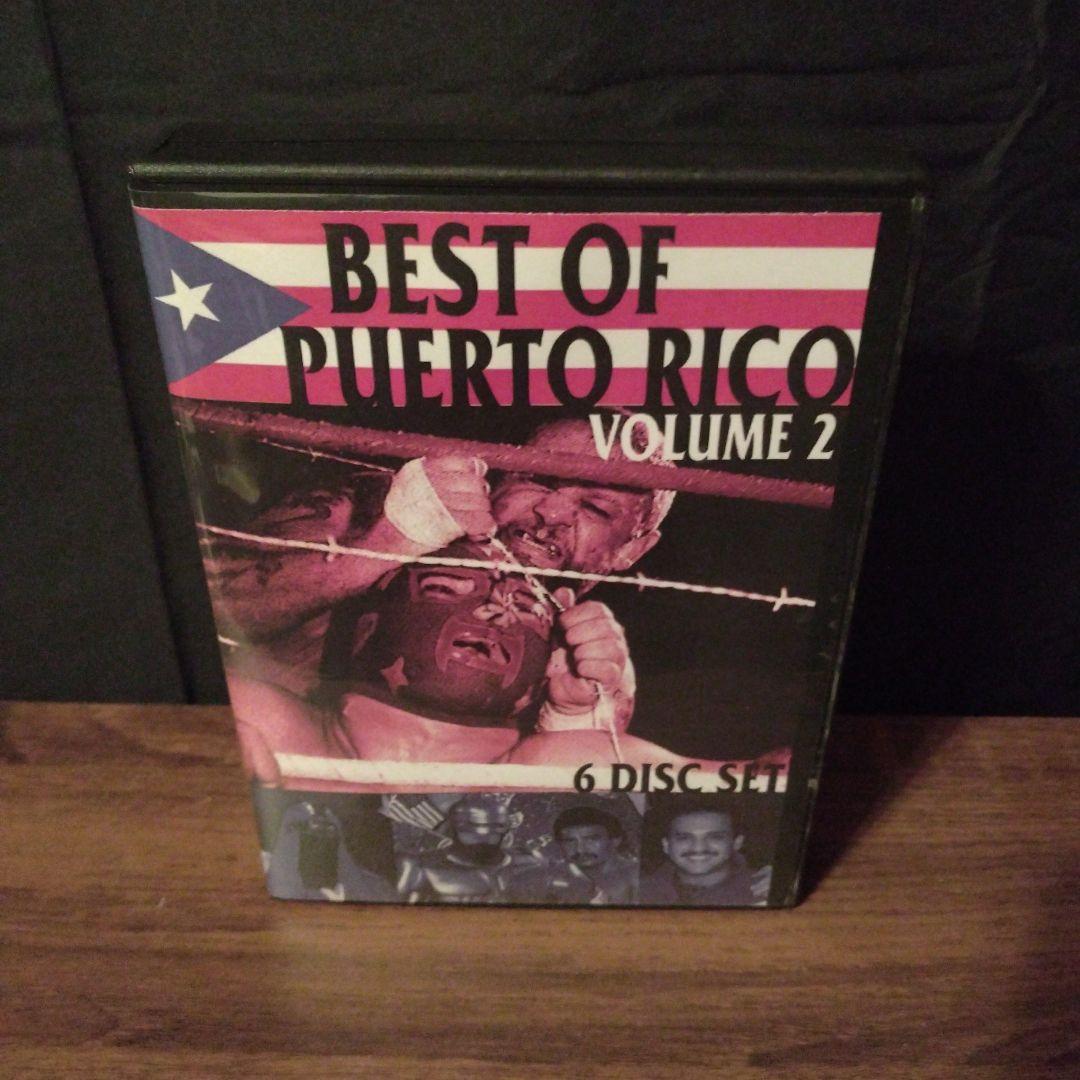 BEST OF
PUERTO RICO
VOLUME 2
6 DISC SET